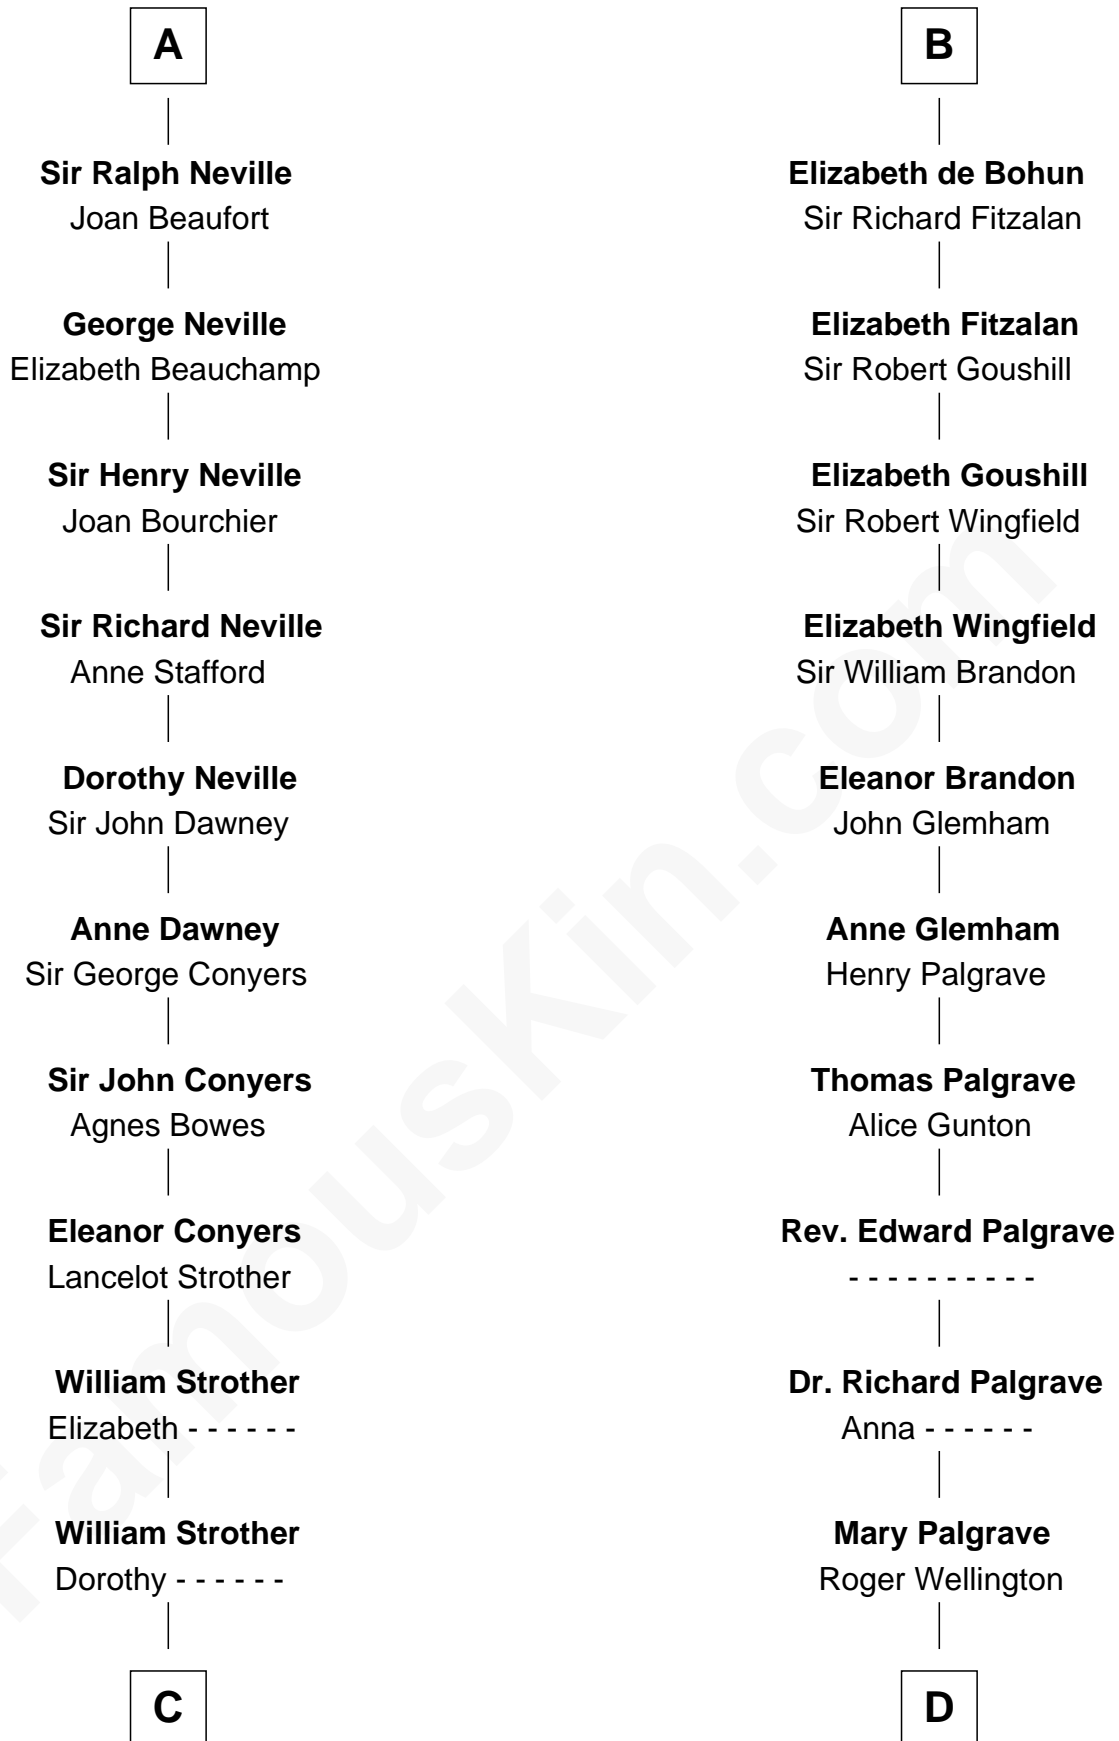 A
Sir Ralph Neville
Joan Beaufort
George Neville
Elizabeth Beauchamp
Sir Henry Neville
Joan Bourchier
Sir Richard Neville
Anne Stafford
Dorothy Neville
Sir John Dawney
Anne Dawney
Sir George Conyers
Sir John Conyers
Agnes Bowes
Eleanor Conyers
Lancelot Strother
William Strother
Elizabeth - - - - - -
William Strother
Dorothy - - - - - -
C
B
Elizabeth de Bohun
Sir Richard Fitzalan
Elizabeth Fitzalan
Sir Robert Goushill
Elizabeth Goushill
Sir Robert Wingfield
Elizabeth Wingfield
Sir William Brandon
Eleanor Brandon
John Glemham
Anne Glemham
Henry Palgrave
Thomas Palgrave
Alice Gunton
Rev. Edward Palgrave
- - - - - - - - - -
Dr. Richard Palgrave
Anna - - - - - -
Mary Palgrave
Roger Wellington
D
FamousKin.com